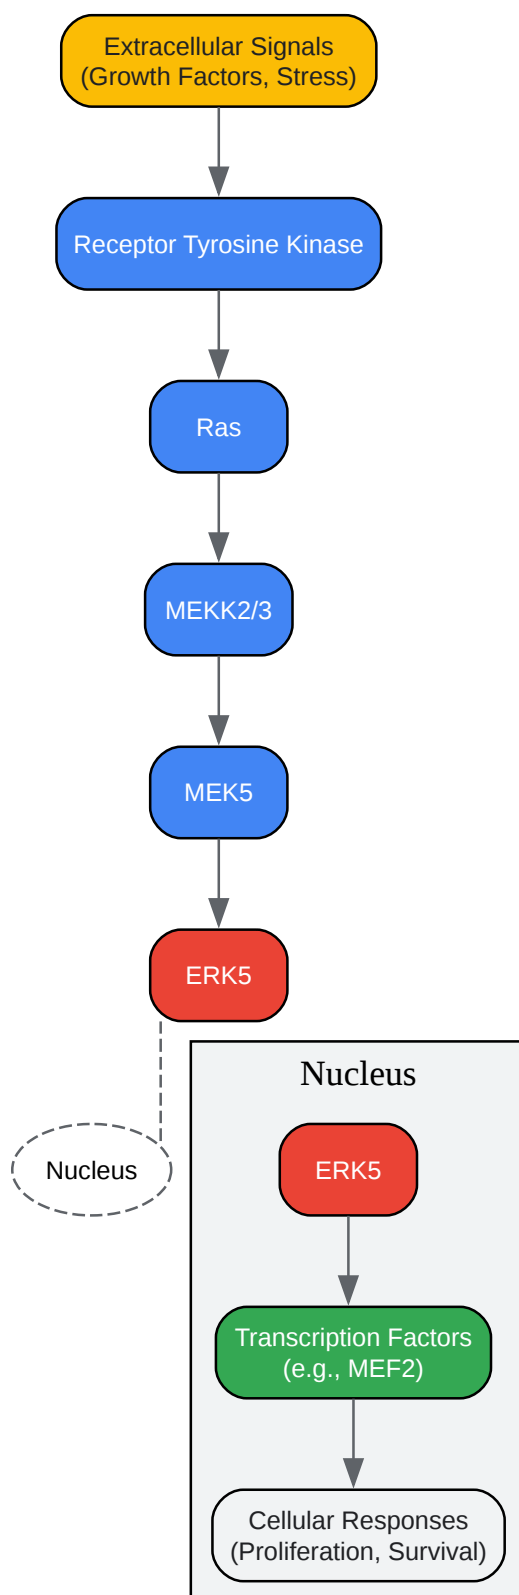 Extracellular Signals
(Growth Factors, Stress)
Receptor Tyrosine Kinase
Ras
MEKK2/3
MEK5
ERK5
Nucleus
Nucleus
ERK5
Transcription Factors
(e.g., MEF2)
Cellular Responses
(Proliferation, Survival)